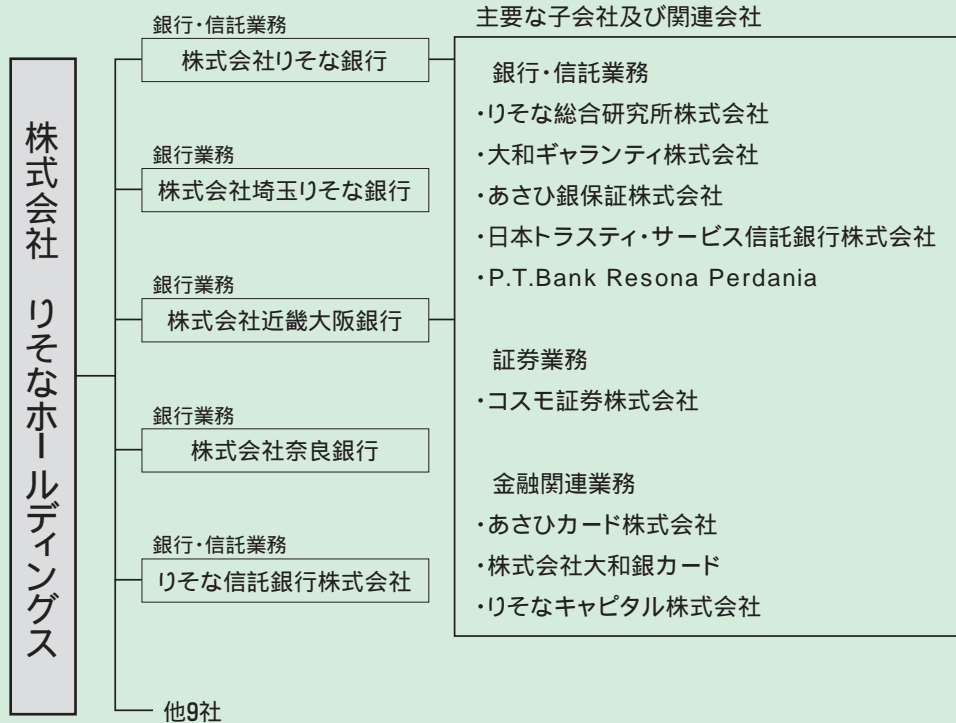 株式会社 りそなホールディングス
銀行・信託業務
株式会社りそな銀行
銀行業務
株式会社埼玉りそな銀行
銀行業務
株式会社近畿大阪銀行
銀行業務
株式会社奈良銀行
銀行・信託業務
りそな信託銀行株式会社
他9社
主要な子会社及び関連会社
銀行・信託業務
・りそな総合研究所株式会社
・大和ギャランティ株式会社
・あさひ銀保証株式会社
・日本トラスティ・サービス信託銀行株式会社
・P.T.Bank Resona Perdania
証券業務
・コスモ証券株式会社
金融関連業務
・あさひカード株式会社
・株式会社大和銀カード
・りそなキャピタル株式会社